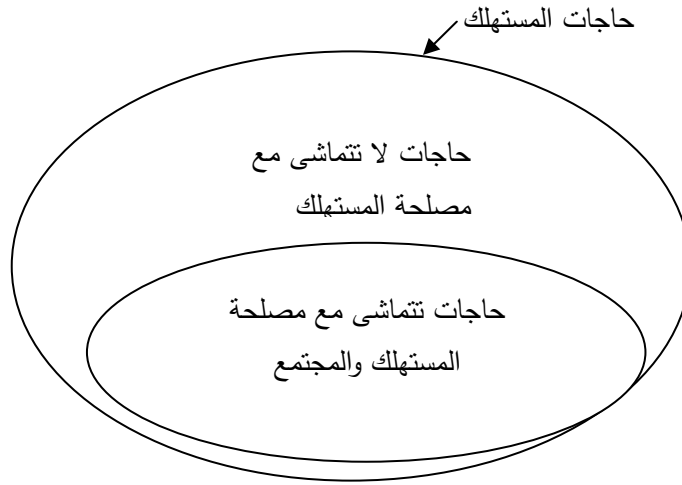 حاجات المستهلك
حاجات لا تتماشى مع
مصلحة المستهلك
حاجات تتماشى مع مصلحة
المستهلك والمجتمع